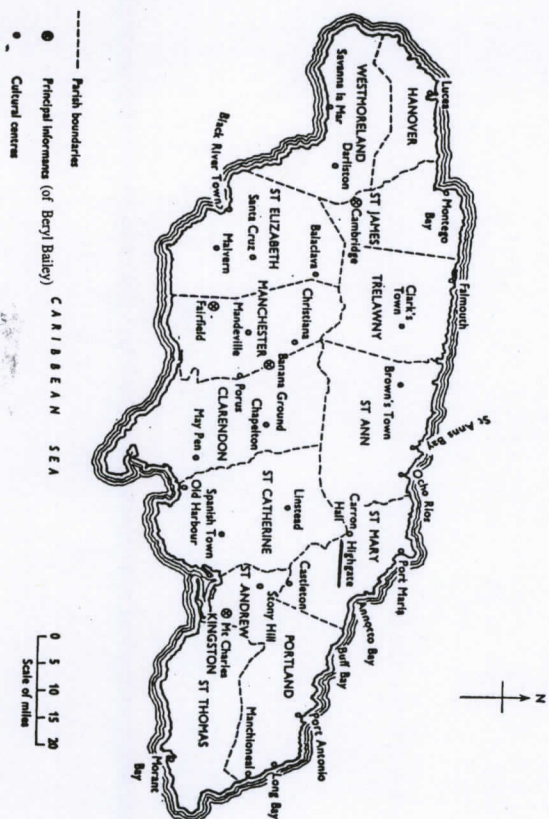 N
Lucea
HANOVER
WESTMORELAND
Savanna la Mar
Darliston
Montego
Bay
ST JAMES
Cambridge
Falmouth
Clark's
Town
TRELAWNY
St Anns Bay
Brown's Town
ST ANN
Ocho Rios
Port Maria
ST MARY
Carron
Hall
Highgate
Annotto Bay
Buff Bay
Castleton
PORTLAND
Port Antonio
Long Bay
Manchioneal
Black River Town
ST ELIZABETH
Santa Cruz
Balaclava
Malvern
Christiana
MANCHESTER
Mandeville
Fairfield
Banana Ground
Porus
Chapelton
CLARENDON
May Pen
Linstead
ST CATHERINE
Spanish Town
Old Harbour
Stony Hill
ST ANDREW
Mt Charles
KINGSTON
ST THOMAS
Morant
Bay
CARIBBEAN SEA
Parish boundaries
Principal informants (of Beryl Bailey)
Cultural centres
0 5 10 15 20
Scale of miles